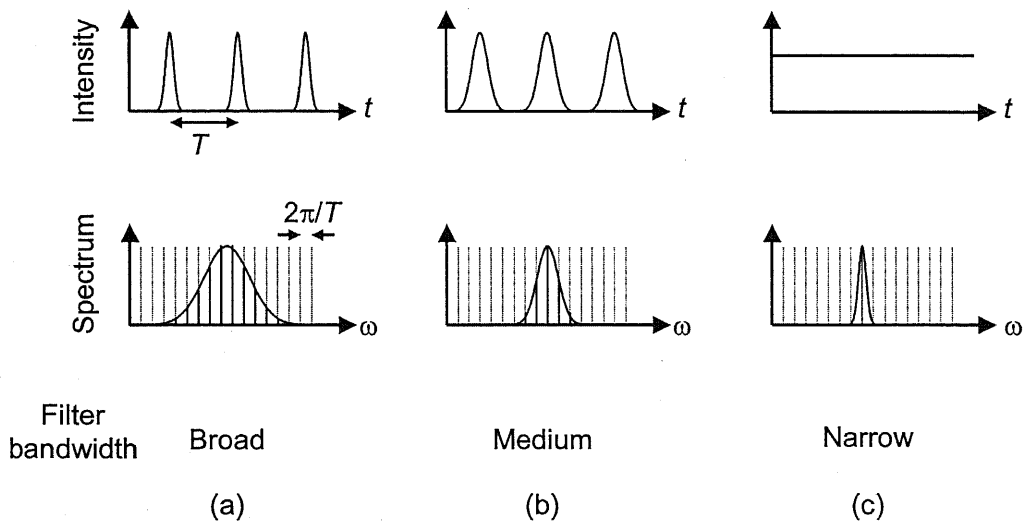 Intensity
t
T
t
t
Spectrum
2π/T
ω
ω
ω
Filter
bandwidth
Broad
Medium
Narrow
(a)
(b)
(c)